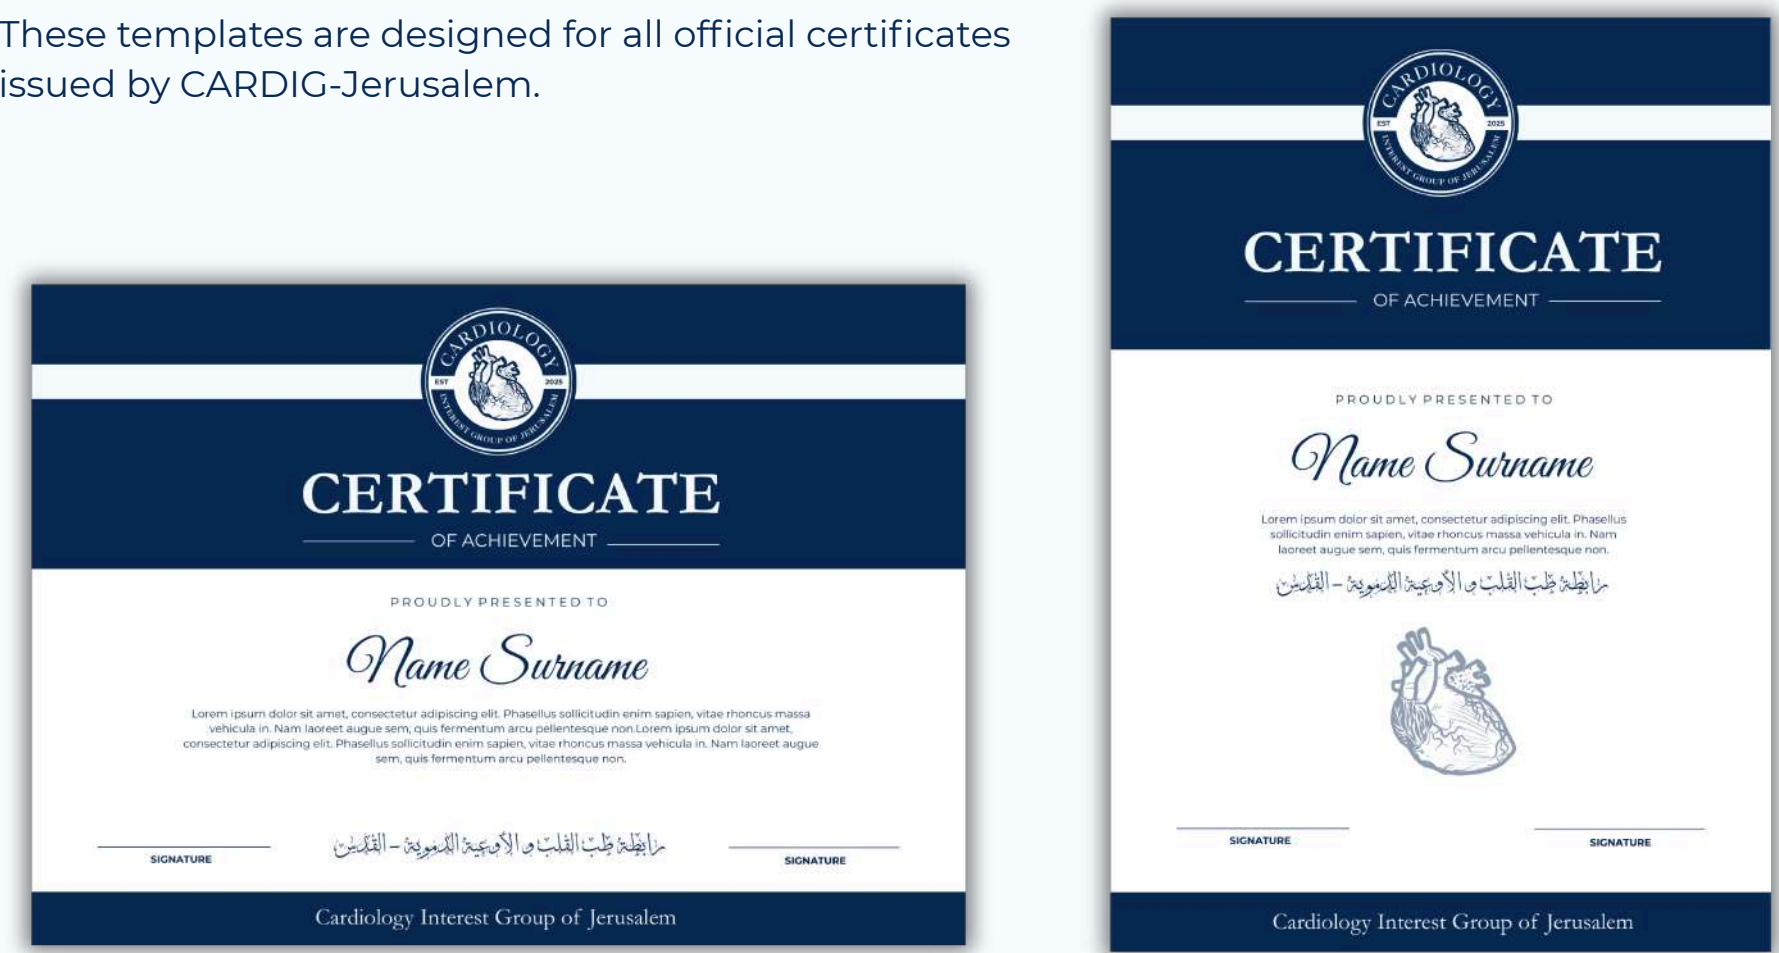 These templates are designed for all official certificates
issued by CARDIG-Jerusalem.
CARDIOLOGY
EST 2025
INTEREST GROUP OF JERUSALEM
CERTIFICATE
OF ACHIEVEMENT
PROUDLY PRESENTED TO
Name Surname
Lorem ipsum dolor sit amet, consectetur adipiscing elit. Phasellus sollicitudin enim sapien, vitae rhoncus massa
vehicula in. Nam laoreet augue sem, quis fermentum arcu pellentesque non.Lorem ipsum dolor sit amet,
consectetur adipiscing elit. Phasellus sollicitudin enim sapien, vitae rhoncus massa vehicula in. Nam laoreet augue
sem, quis fermentum arcu pellentesque non.
رابطة طب القلب و الأوعية الدموية – القدس
SIGNATURE
SIGNATURE
Cardiology Interest Group of Jerusalem
CARDIOLOGY
EST 2025
INTEREST GROUP OF JERUSALEM
CERTIFICATE
OF ACHIEVEMENT
PROUDLY PRESENTED TO
Name Surname
Lorem ipsum dolor sit amet, consectetur adipiscing elit. Phasellus
sollicitudin enim sapien, vitae rhoncus massa vehicula in. Nam
laoreet augue sem, quis fermentum arcu pellentesque non.
رابطة طب القلب و الأوعية الدموية – القدس
SIGNATURE
SIGNATURE
Cardiology Interest Group of Jerusalem